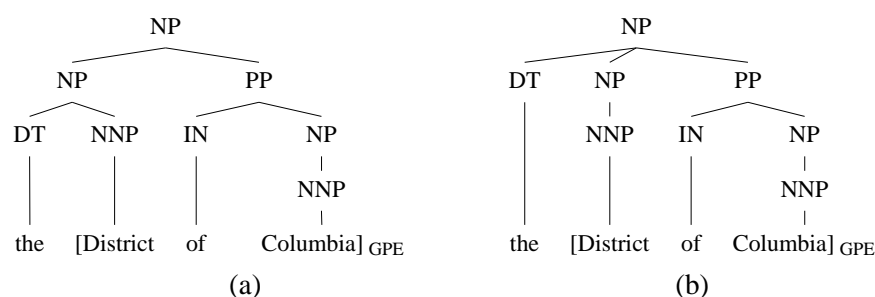 NP NP
NP PP DT NP PP
DT NNP IN NP NNP IN NP
NNP NNP
the [District of Columbia] GPE the [District of Columbia] GPE
(a) (b)